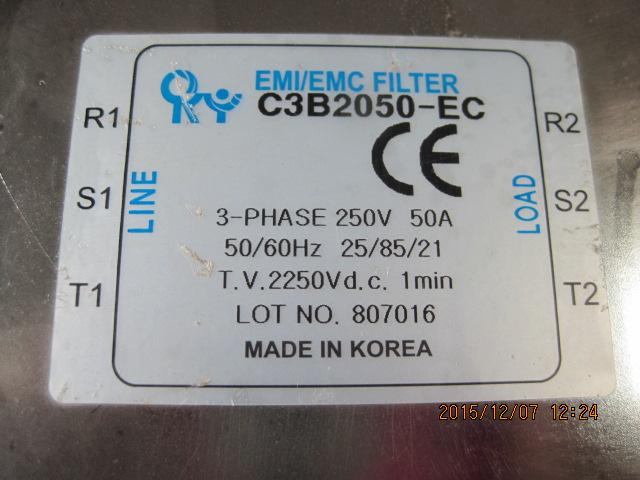 EMI/EMC FILTER
C3B2050-EC
CE
R1
R2
S1
LINE
LOAD
S2
T1
T2
3-PHASE 250V 50A
50/60Hz 25/85/21
T.V.2250Vd.c. 1min
LOT NO. 807016
MADE IN KOREA
2015/12/07 12:24